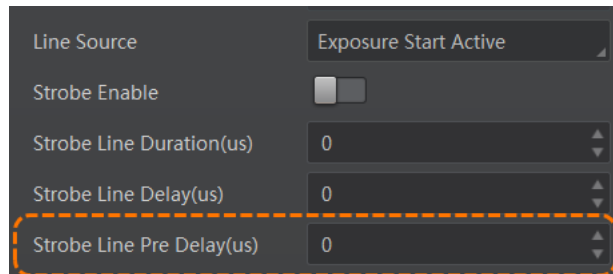 Line Source Exposure Start Active
Strobe Enable
Strobe Line Duration(us) 0
Strobe Line Delay(us) 0
Strobe Line Pre Delay(us) 0